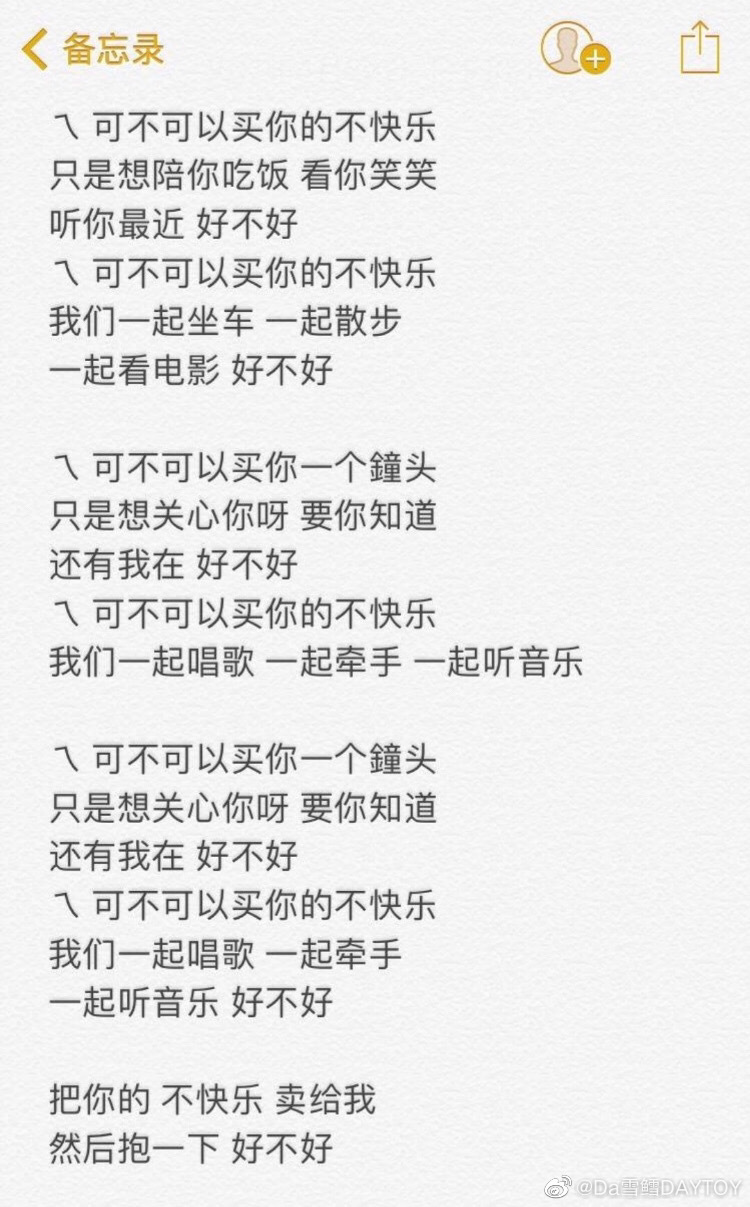 备忘录
ㄟ 可不可以买你的不快乐
只是想陪你吃饭 看你笑笑
听你最近 好不好
ㄟ 可不可以买你的不快乐
我们一起坐车 一起散步
一起看电影 好不好
ㄟ 可不可以买你一个鐘头
只是想关心你呀 要你知道
还有我在 好不好
ㄟ 可不可以买你的不快乐
我们一起唱歌 一起牵手 一起听音乐
ㄟ 可不可以买你一个鐘头
只是想关心你呀 要你知道
还有我在 好不好
ㄟ 可不可以买你的不快乐
我们一起唱歌 一起牵手
一起听音乐 好不好
把你的 不快乐 卖给我
然后抱一下 好不好
@Da雪鳕DAYTOY